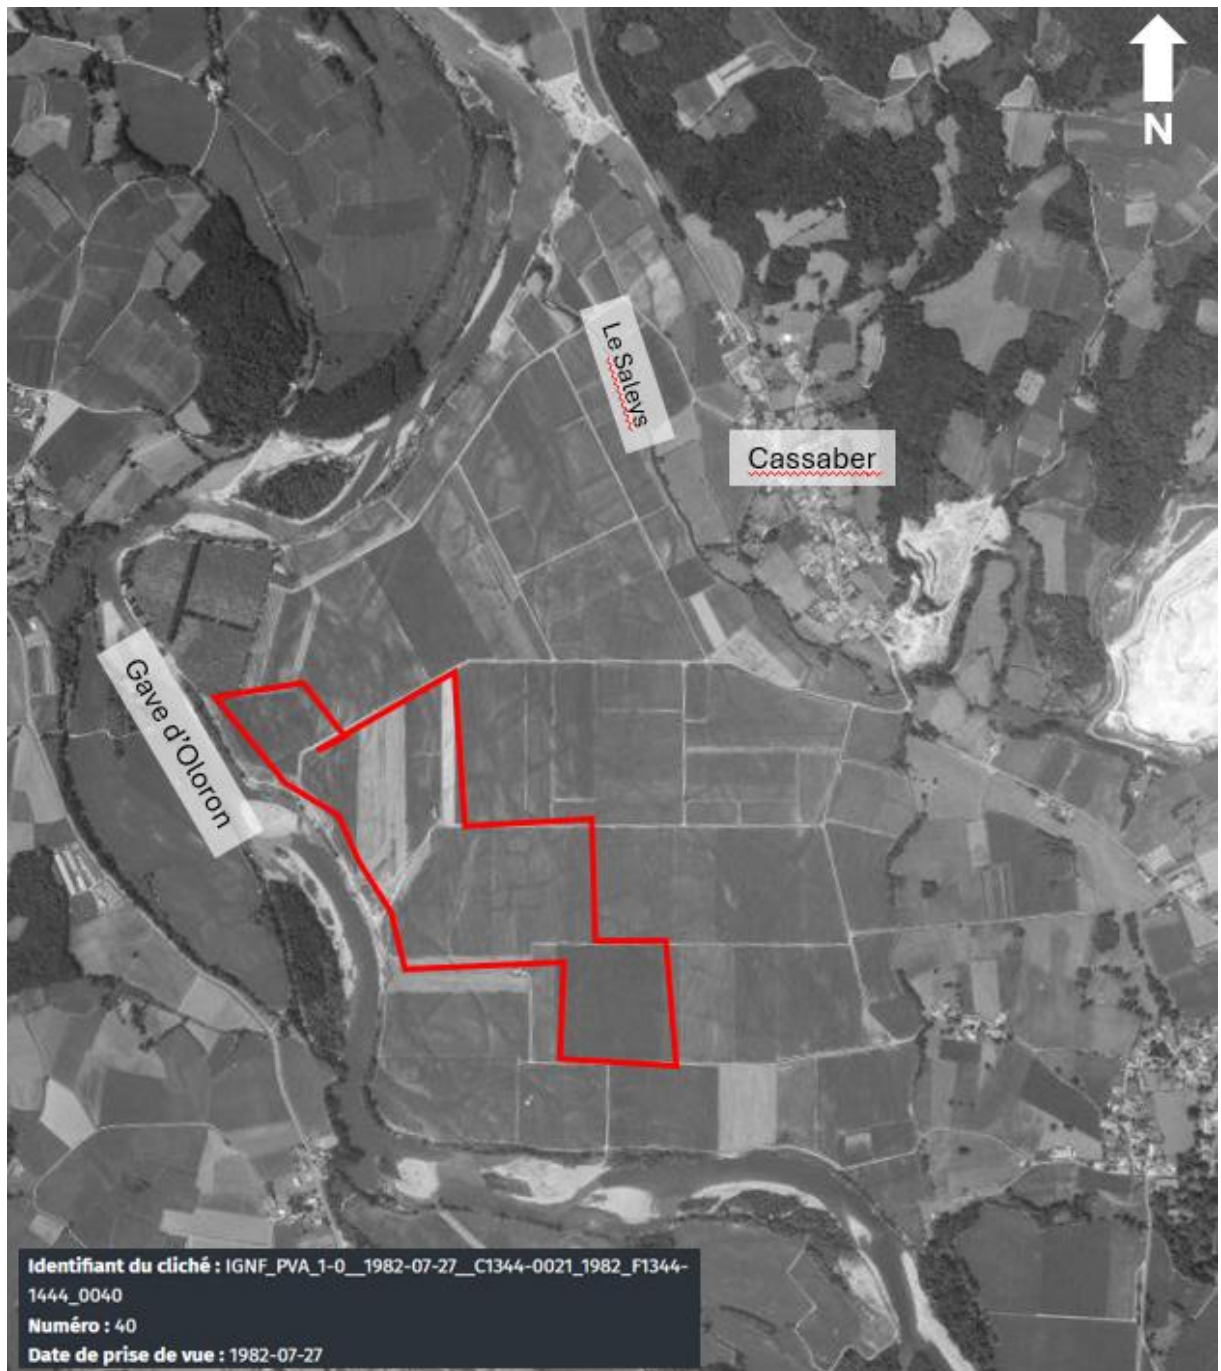 N
Le Saleys
Cassaber
Gave d'Oloron
Identifiant du cliché : IGNF_PVA_1-0__1982-07-27__C1344-0021_1982_F1344-
1444_0040
Numéro : 40
Date de prise de vue : 1982-07-27